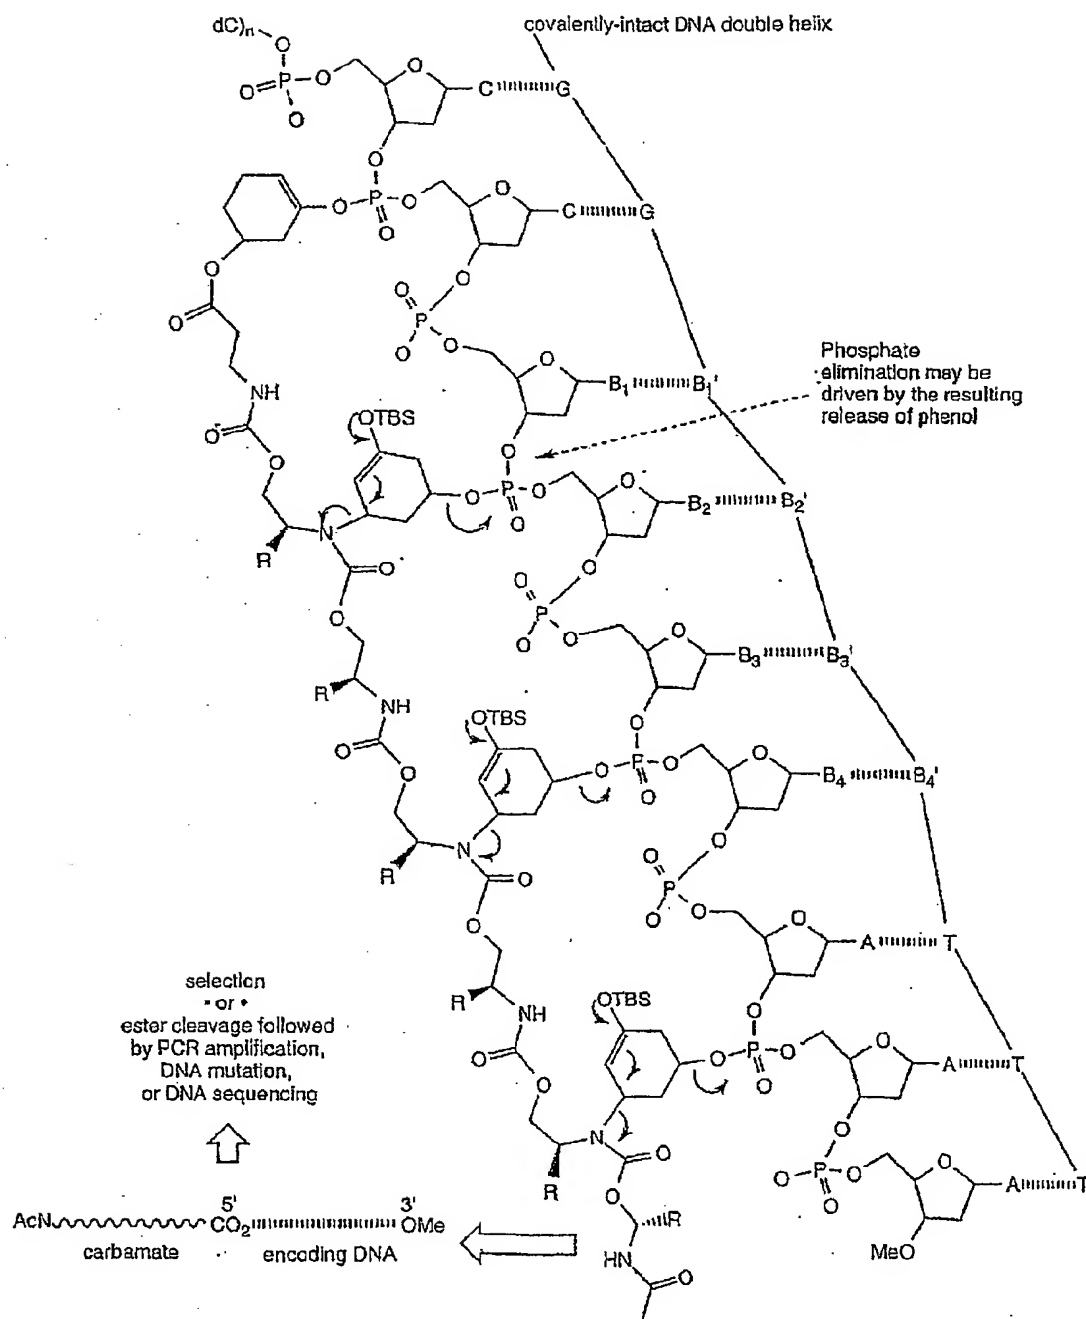 dC)n
covalently-intact DNA double helix
O
O
P
O
O
O
C
G
O
O
P
O
O
O
C
G
O
O
O
O
O
P
O
O
O
B1
B1'
Phosphate
elimination may be
driven by the resulting
release of phenol
NH
OTBS
O
O
O
O
P
O
O
O
B2
B2'
N
R
O
O
O
O
P
O
O
O
B3
B3'
R
NH
OTBS
O
O
O
O
P
O
O
O
B4
B4'
N
R
O
O
O
O
P
O
O
O
A
T
selection
or
ester cleavage followed
by PCR amplification,
DNA mutation,
or DNA sequencing
R
NH
OTBS
O
O
O
O
P
O
O
O
A
T
N
R
O
O
O
O
P
O
O
O
A
T
R
HN
O
MeO
5'
3'
AcN
CO2
OMe
carbamate
encoding DNA